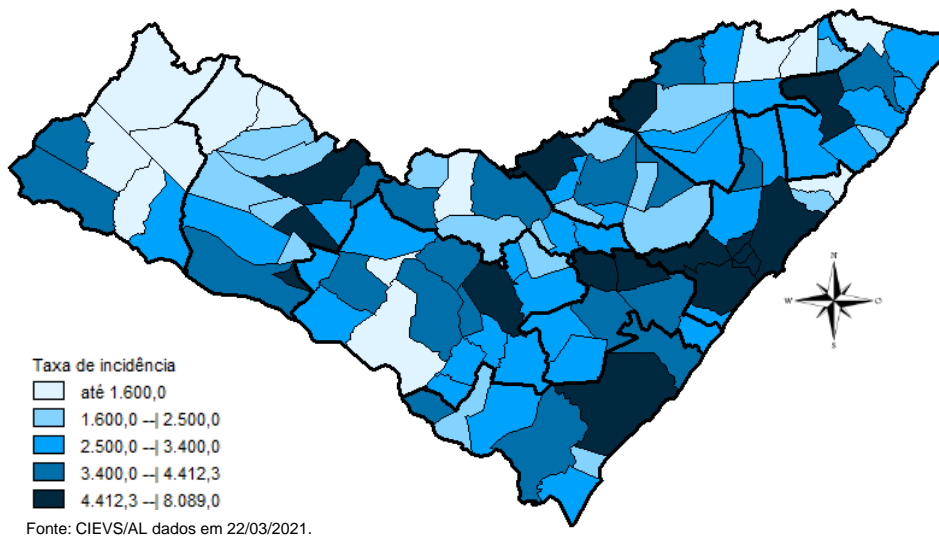 N
W
O
S
Taxa de incidência
até 1.600,0
1.600,0 --| 2.500,0
2.500,0 --| 3.400,0
3.400,0 --| 4.412,3
4.412,3 --| 8.089,0
Fonte: CIEVS/AL dados em 22/03/2021.